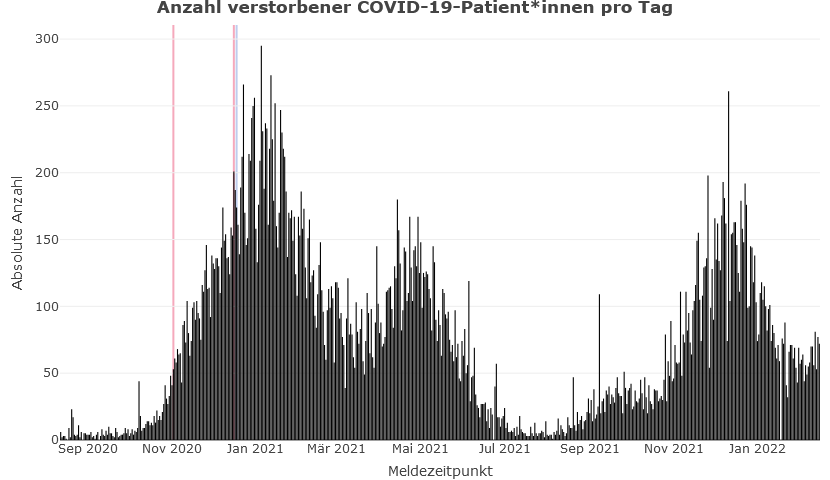 Anzahl verstorbener COVID-19-Patient*innen pro Tag
300
250
200
150
100
50
0
Absolute Anzahl
Sep 2020 Nov 2020 Jan 2021 Mär 2021 Mai 2021 Jul 2021 Sep 2021 Nov 2021 Jan 2022
Meldezeitpunkt